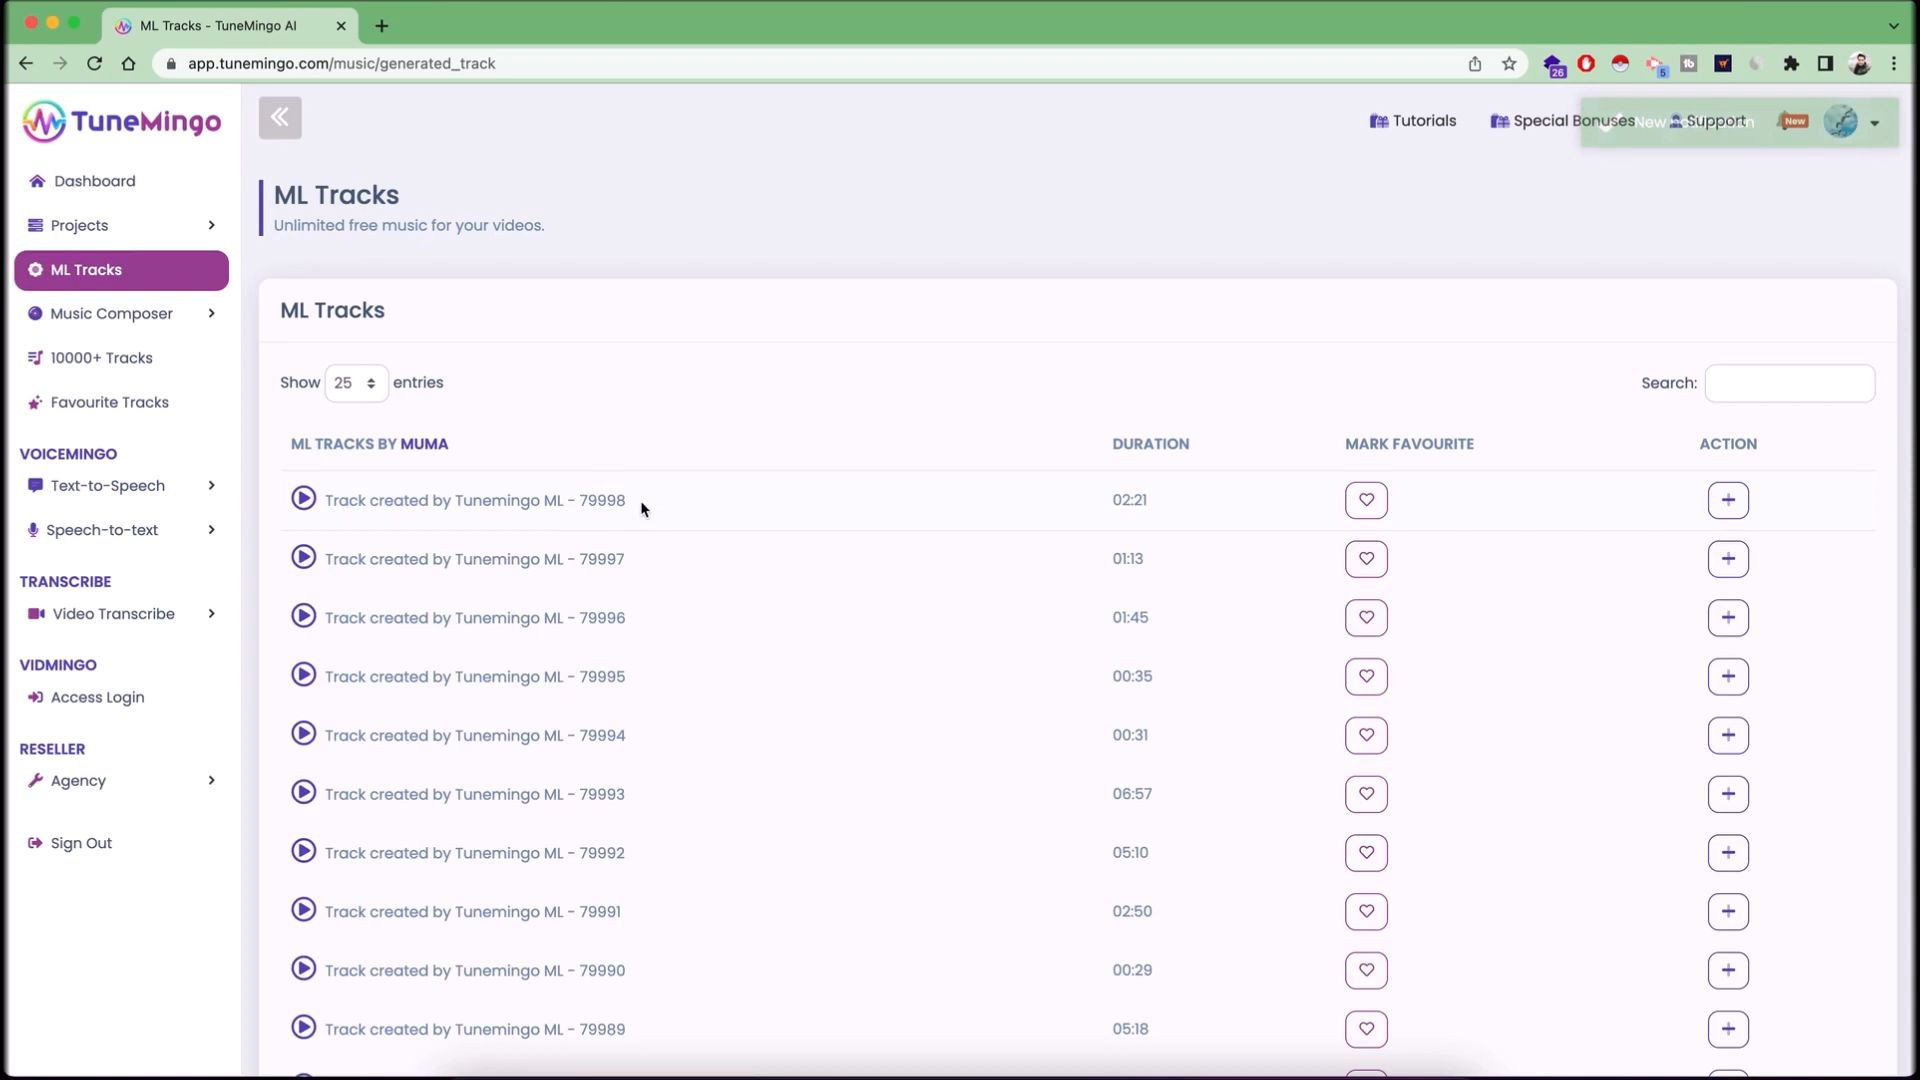 ML Tracks - TuneMingo AI
app.tunemingo.com/music/generated_track
26
5
tb
TuneMingo
Tutorials
Special Bonuses
Support
New
Dashboard
Projects
ML Tracks
Music Composer
10000+ Tracks
Favourite Tracks
VOICEMINGO
Text-to-Speech
Speech-to-text
TRANSCRIBE
Video Transcribe
VIDMINGO
Access Login
RESELLER
Agency
Sign Out
ML Tracks
Unlimited free music for your videos.
ML Tracks
Show 25 entries
Search:
ML TRACKS BY MUMA DURATION MARK FAVOURITE ACTION
Track created by Tunemingo ML - 79998 02:21
Track created by Tunemingo ML - 79997 01:13
Track created by Tunemingo ML - 79996 01:45
Track created by Tunemingo ML - 79995 00:35
Track created by Tunemingo ML - 79994 00:31
Track created by Tunemingo ML - 79993 06:57
Track created by Tunemingo ML - 79992 05:10
Track created by Tunemingo ML - 79991 02:50
Track created by Tunemingo ML - 79990 00:29
Track created by Tunemingo ML - 79989 05:18